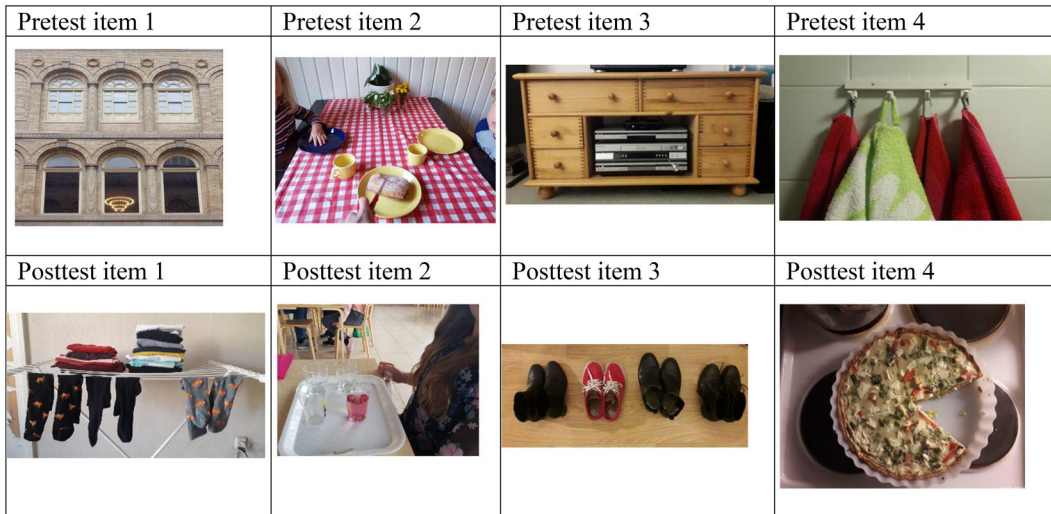 Pretest item 1
Pretest item 2
Pretest item 3
Pretest item 4
Posttest item 1
Posttest item 2
Posttest item 3
Posttest item 4